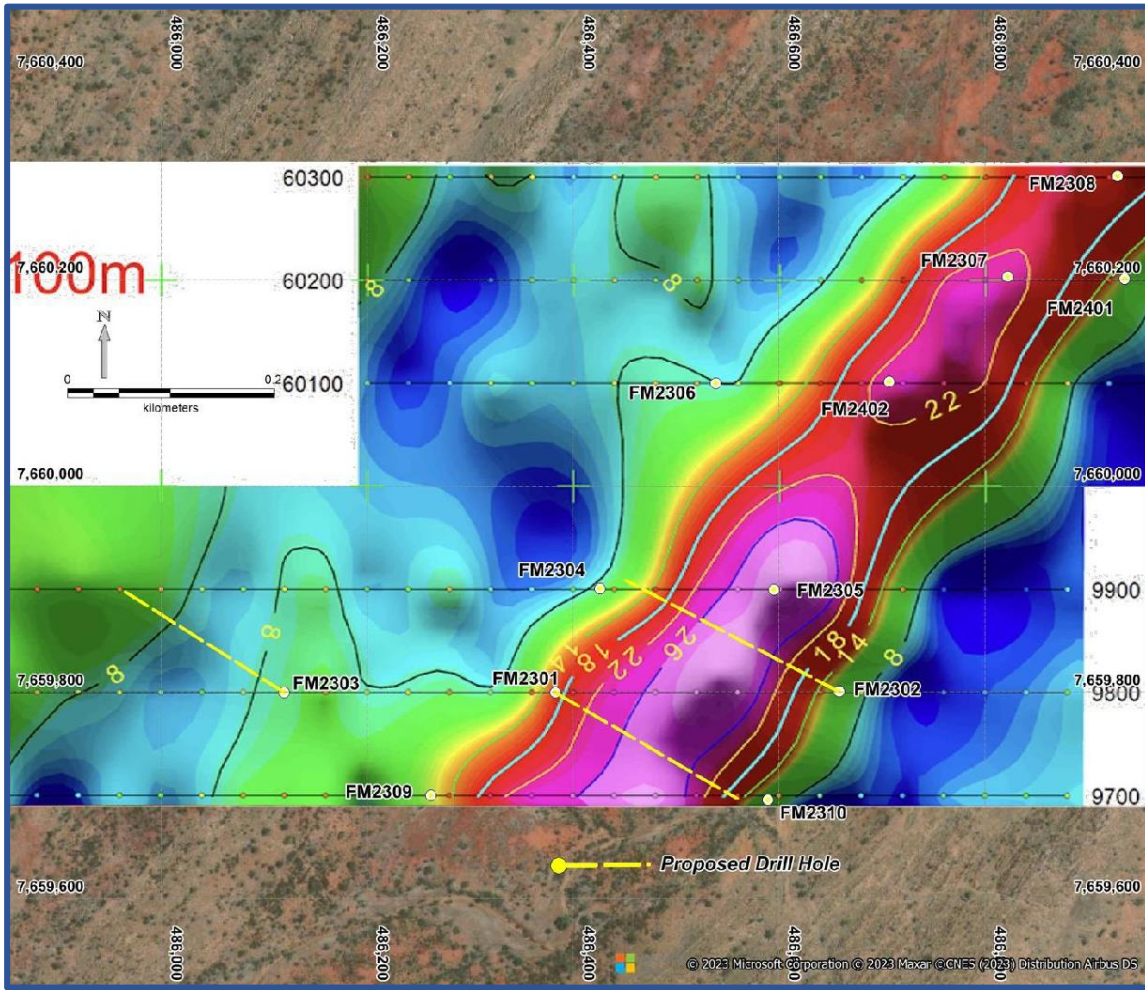 486,000
486,200
486,400
486,600
486,800
7,660,400
7,660,400
60300
FM2308
FM2307
100m
7,660,200
7,660,200
60200
8
8
FM2401
N
0
0.2
kilometers
60100
FM2306
FM2402
22
7,660,000
7,660,000
FM2304
FM2305
9900
8
26
22
18
14
18
14
8
8
FM2303
FM2301
7,659,800
FM2302
7,659,800
9800
FM2309
9700
FM2310
Proposed Drill Hole
7,659,600
7,659,600
486,000
486,200
486,400
486,600
486,800
© 2023 Microsoft Corporation © 2023 Maxar ©CNES (2023) Distribution Airbus DS